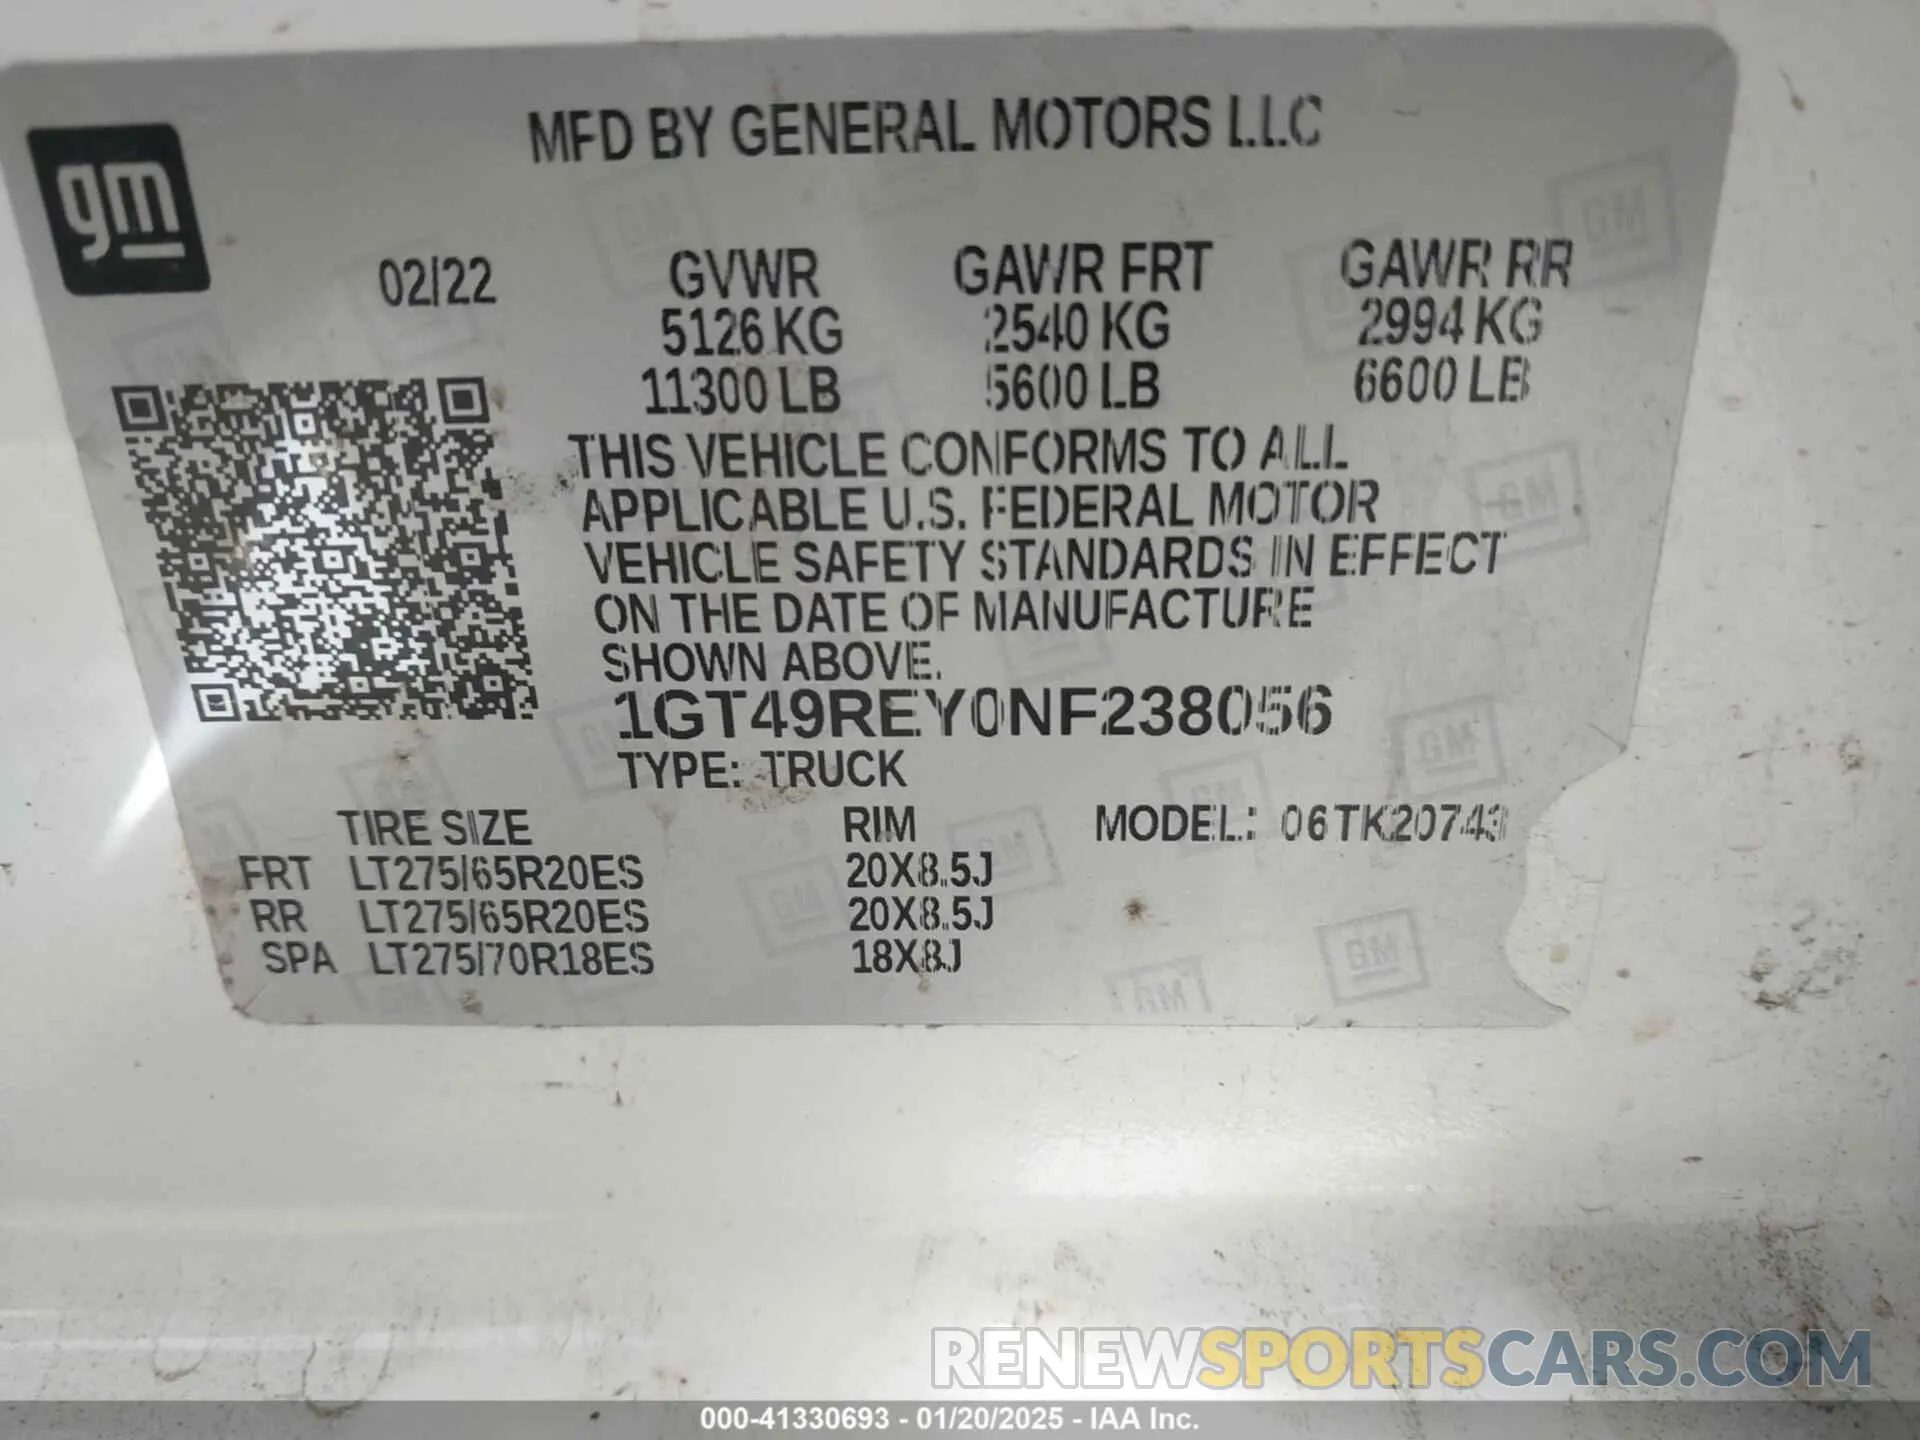 MFD BY GENERAL MOTORS LLC
gm
02/22 GVWR GAWR FRT GAWR RR
5126 KG 2540 KG 2994 KG
11300 LB 5600 LB 6600 LB
THIS VEHICLE CONFORMS TO ALL
APPLICABLE U.S. FEDERAL MOTOR
VEHICLE SAFETY STANDARDS IN EFFECT
ON THE DATE OF MANUFACTURE
SHOWN ABOVE.
1GT49REY0NF238056
TYPE: TRUCK
TIRE SIZE RIM MODEL: 06TK20743
FRT LT275/65R20ES 20X8.5J
RR LT275/65R20ES 20X8.5J
SPA LT275/70R18ES 18X8J
RENEWSPORTSCARS.COM
000-41330693 - 01/20/2025 - IAA Inc.